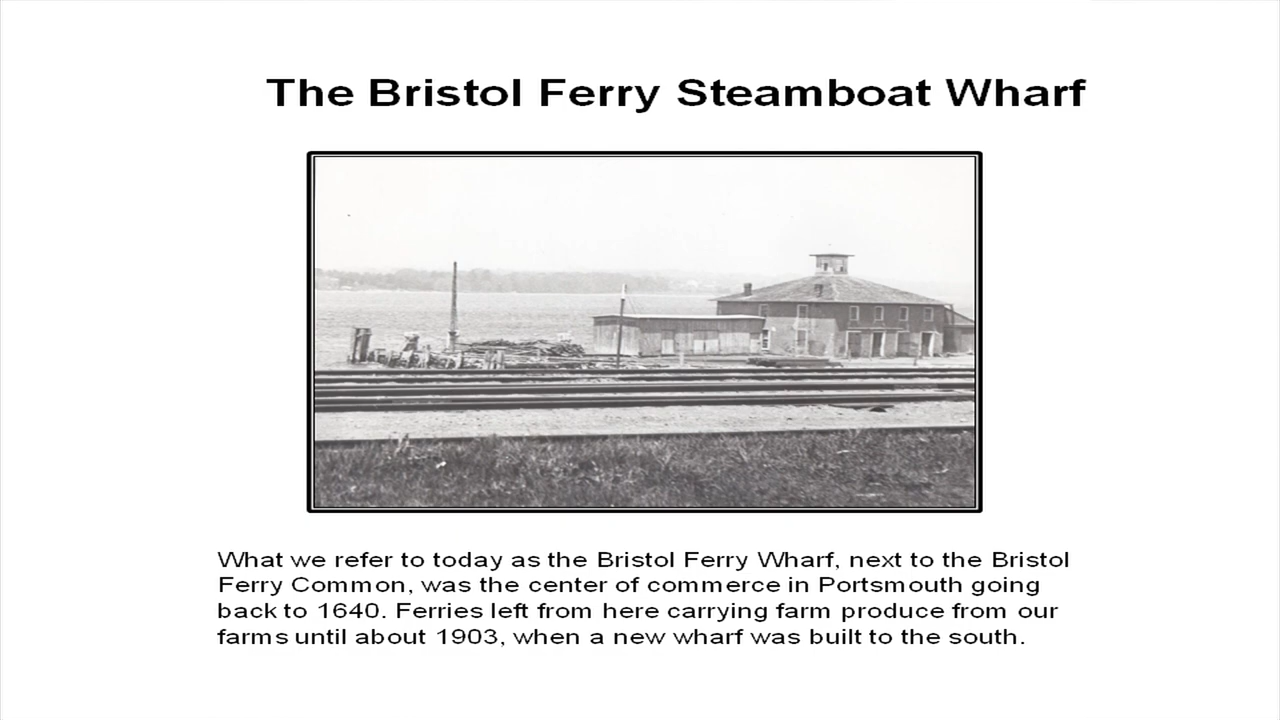 The Bristol Ferry Steamboat Wharf
What we refer to today as the Bristol Ferry Wharf, next to the Bristol
Ferry Common, was the center of commerce in Portsmouth going
back to 1640. Ferries left from here carrying farm produce from our
farms until about 1903, when a new wharf was built to the south.